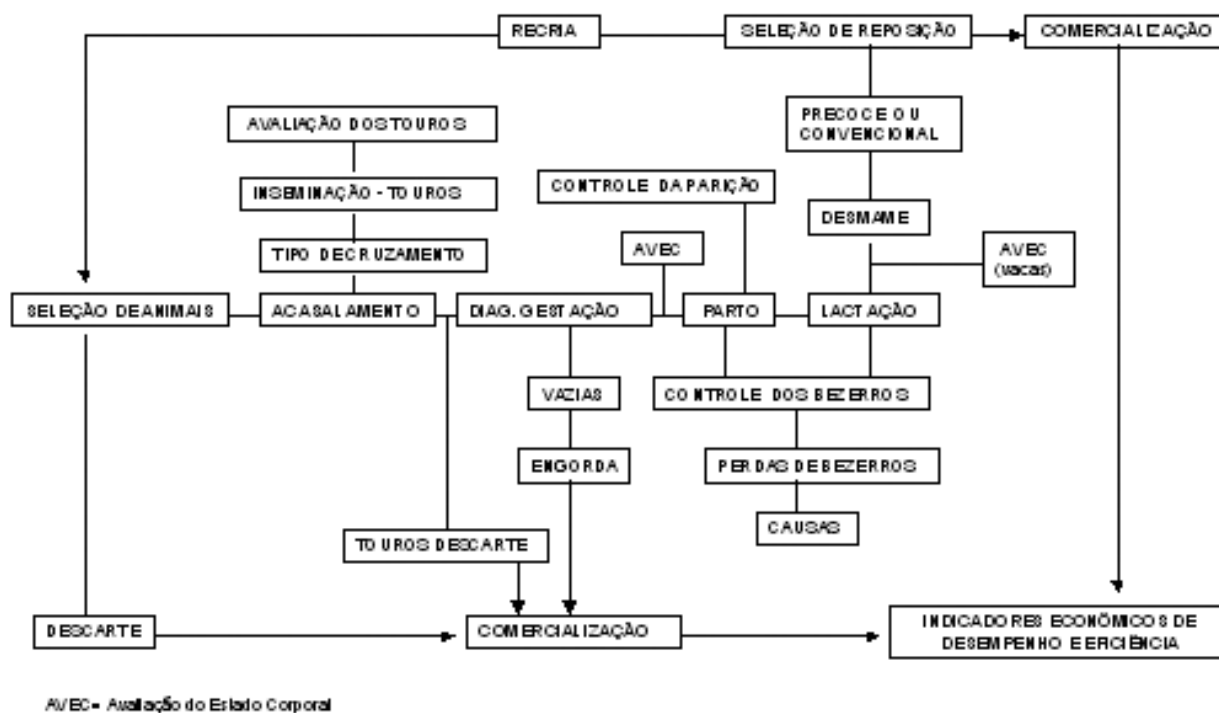 RECRIA
SELEÇÃO DE REPOSIÇÃO
COMERCIALIZAÇÃO
AVALIAÇÃO DOS TOUROS
PRECOCE OU
CONVENCIONAL
INSEMINAÇÃO - TOUROS
CONTROLE DA PARIÇÃO
DESMAME
TIPO DE CRUZAMENTO
AVEC
AVEC
(vacas)
SELEÇÃO DE ANIMAIS
ACASALAMENTO
DIAG. GESTAÇÃO
PARTO
LACTAÇÃO
VAZIAS
CONTROLE DOS BEZERROS
ENGORDA
PERDAS DE BEZERROS
CAUSAS
TOUROS DESCARTE
DESCARTE
COMERCIALIZAÇÃO
INDICADORES ECONÔMICOS DE
DESEMPENHO E EFICIÊNCIA
AVEC= Avaliação do Estado Corporal